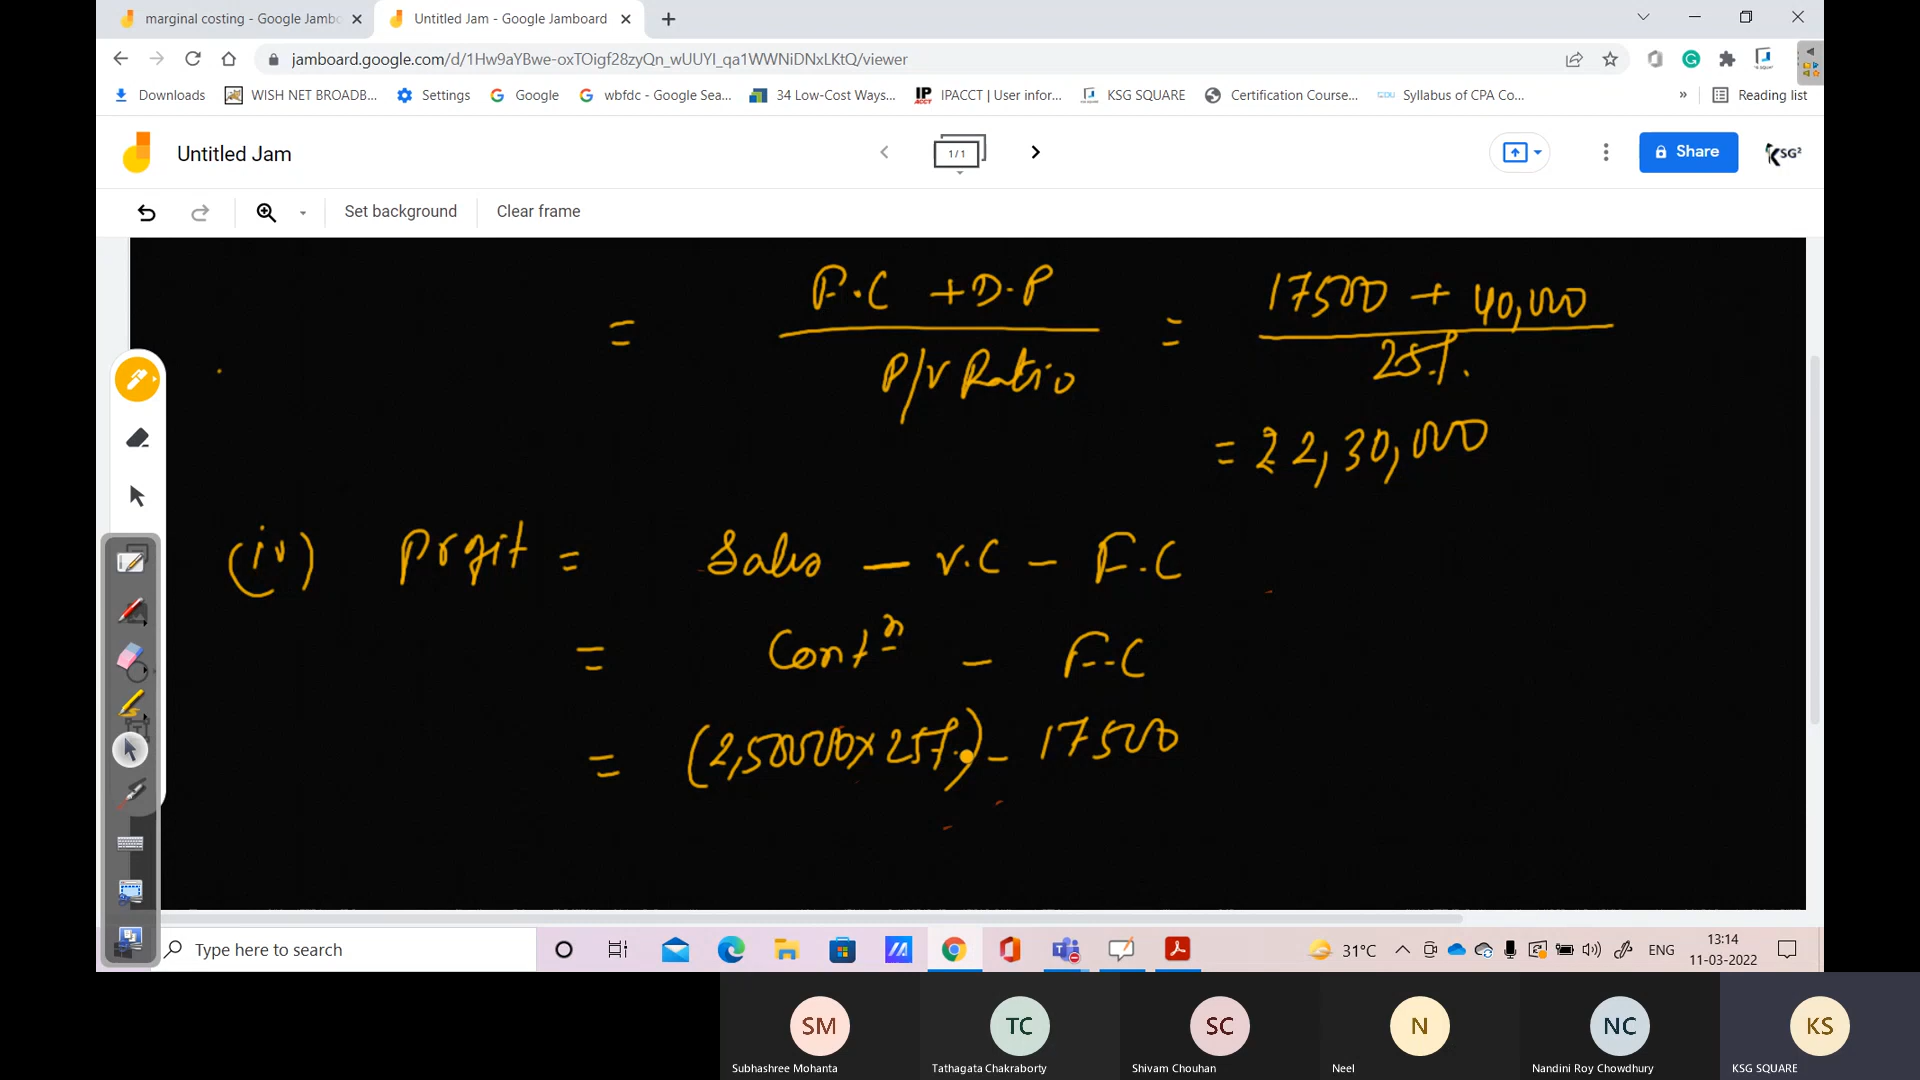 marginal costing - Google Jambo
Untitled Jam - Google Jamboard
jamboard.google.com/d/1Hw9aYBwe-oxTOigf28zyQn_wUUYI_qa1WWNiDNxLKtQ/viewer
Downloads WISH NET BROADB... Settings Google wbfdc - Google Sea... 34 Low-Cost Ways... IPACCT | User infor... KSG SQUARE Certification Course... Syllabus of CPA Co... » Reading list
Untitled Jam 1/1 Share KSG²
Set background Clear frame
= F.C + D.P / P/V Ratio = 17500 + 40,000 / 25%.
= 22,30,000
(iv) Profit = Sales — V.C — F.C
= Contⁿ — F.C
= (2,50000 x 25%) - 17500
Type here to search 31°C ENG 13:14
11-03-2022
SM TC SC N NC KS
Subhashree Mohanta Tathagata Chakraborty Shivam Chouhan Neel Nandini Roy Chowdhury KSG SQUARE